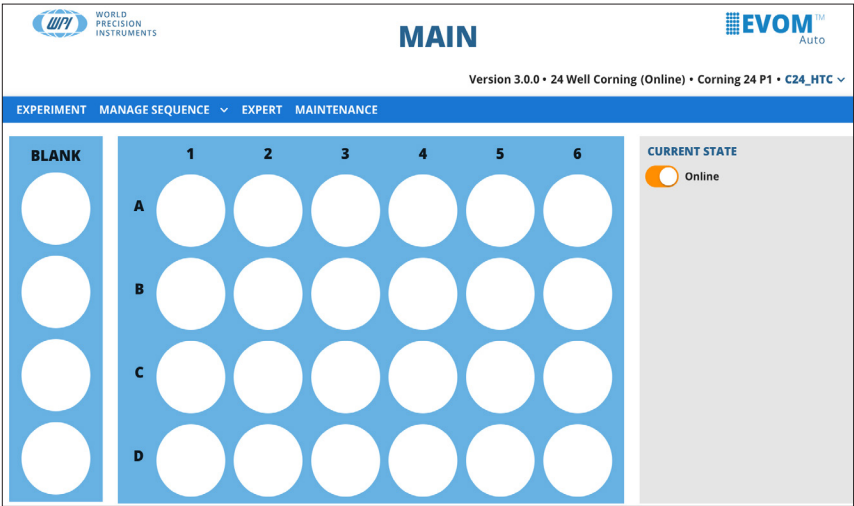 WPI
WORLD
PRECISION
INSTRUMENTS
MAIN
EVOM™
Auto
Version 3.0.0 • 24 Well Corning (Online) • Corning 24 P1 • C24_HTC
EXPERIMENT MANAGE SEQUENCE EXPERT MAINTENANCE
BLANK
1 2 3 4 5 6
A
B
C
D
CURRENT STATE
Online